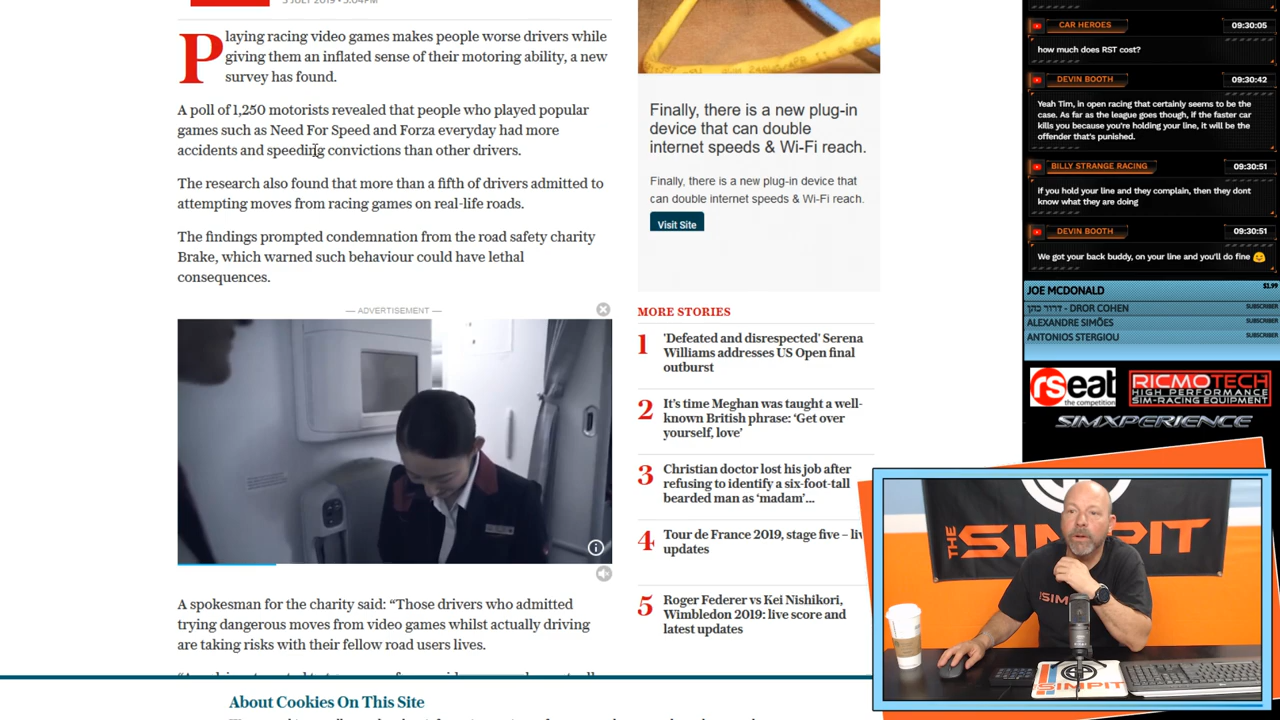 3 JULY 2019 • 5:04PM
Playing racing video games makes people worse drivers while
giving them an inflated sense of their motoring ability, a new
survey has found.
A poll of 1,250 motorists revealed that people who played popular
games such as Need For Speed and Forza everyday had more
accidents and speeding convictions than other drivers.
The research also found that more than a fifth of drivers admitted to
attempting moves from racing games on real-life roads.
The findings prompted condemnation from the road safety charity
Brake, which warned such behaviour could have lethal
consequences.
— ADVERTISEMENT —
A spokesman for the charity said: “Those drivers who admitted
trying dangerous moves from video games whilst actually driving
are taking risks with their fellow road users lives.
About Cookies On This Site
Finally, there is a new plug-in
device that can double
internet speeds & Wi-Fi reach.
Finally, there is a new plug-in device that
can double internet speeds & Wi-Fi reach.
Visit Site
MORE STORIES
1 'Defeated and disrespected' Serena
Williams addresses US Open final
outburst
2 It's time Meghan was taught a well-
known British phrase: ‘Get over
yourself, love’
3 Christian doctor lost his job after
refusing to identify a six-foot-tall
bearded man as ‘madam’...
4 Tour de France 2019, stage five – liv
updates
5 Roger Federer vs Kei Nishikori,
Wimbledon 2019: live score and
latest updates
CAR HEROES 09:30:05
how much does RST cost?
DEVIN BOOTH 09:30:42
Yeah Tim, in open racing that certainly seems to be the
case. As far as the league goes though, if the faster car
kills you because you're holding your line, it will be the
offender that's punished.
BILLY STRANGE RACING 09:30:51
if you hold your line and they complain, then they dont
know what they are doing
DEVIN BOOTH 09:30:51
We got your back buddy, on your line and you'll do fine
JOE MCDONALD $1.99
דרור כהן - DROR COHEN SUBSCRIBER
ALEXANDRE SIMÕES SUBSCRIBER
ANTONIOS STERGIOU SUBSCRIBER
rseat
the competition
RICMOTECH
HIGH PERFORMANCE
SIM-RACING EQUIPMENT
SIMXPERIENCE
THE SIMPIT
SIMPIT